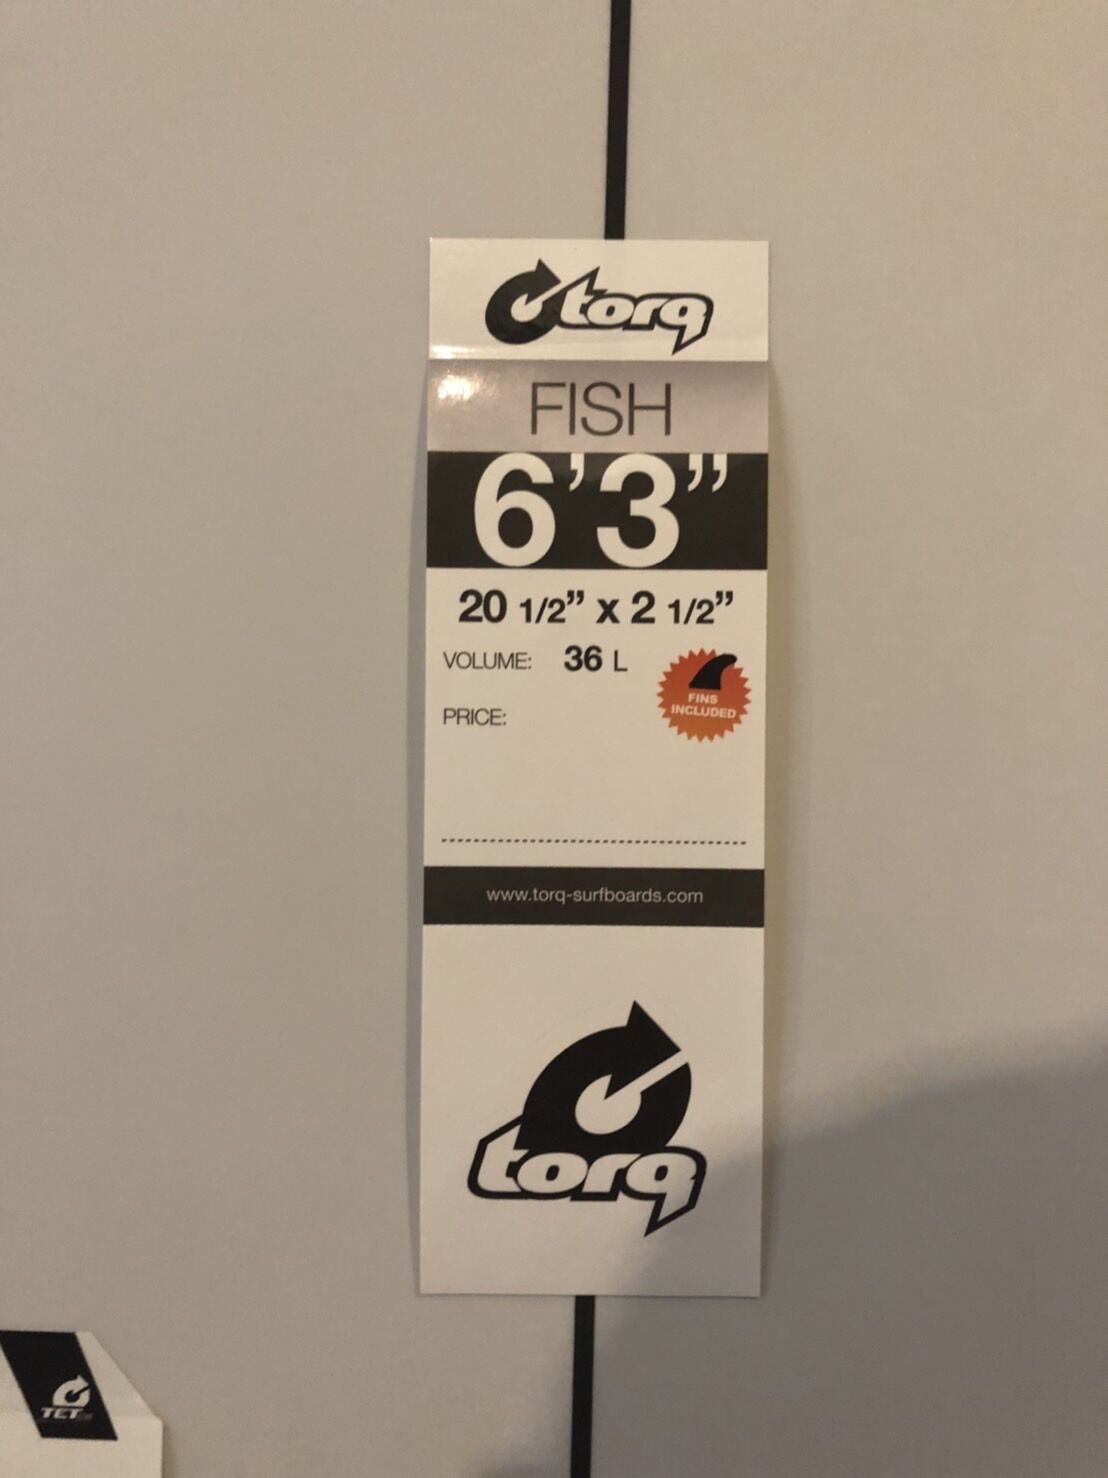 torq
FISH
6’3”
20 1/2” x 2 1/2”
VOLUME: 36 L
FINS
INCLUDED
PRICE:
www.torq-surfboards.com
torq
TET